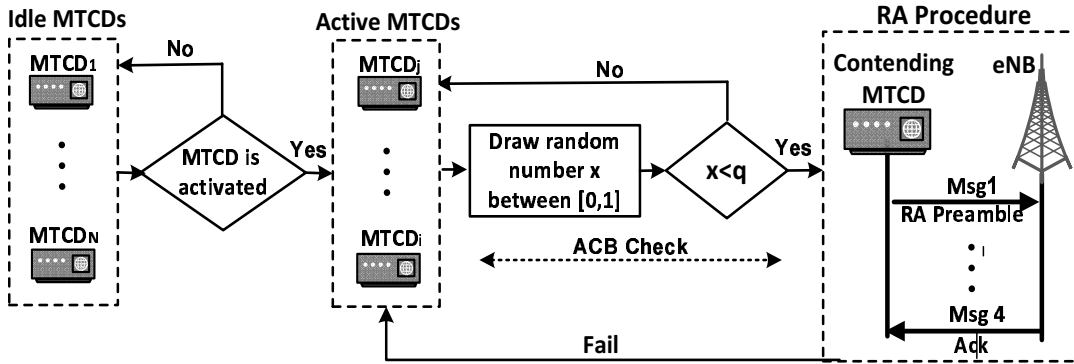 Idle MTCDs
MTCD1
MTCDN
No
MTCD is
activated
Yes
Active MTCDs
MTCDj
MTCDi
Draw random
number x
between [0,1]
No
x<q
Yes
ACB Check
Fail
RA Procedure
Contending
MTCD
eNB
Msg1
RA Preamble
Msg 4
Ack